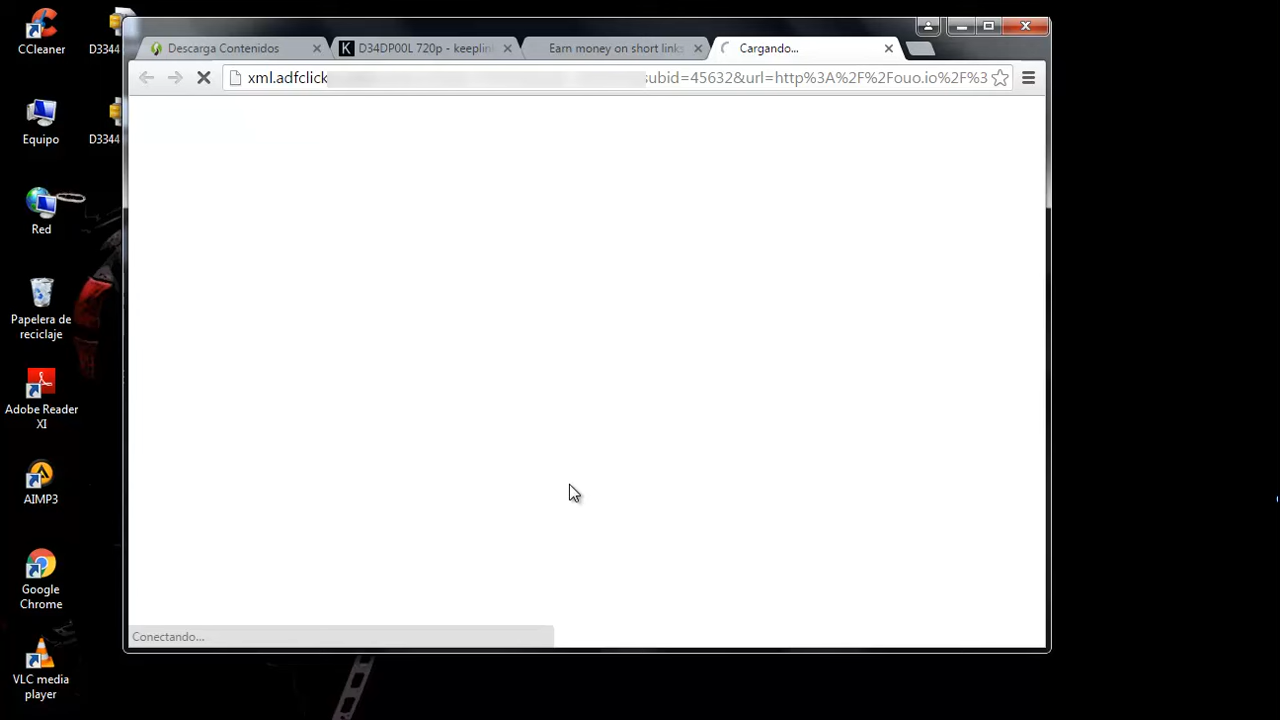 CCleaner
D3344
Equipo
D3344
Red
Papelera de
reciclaje
Adobe Reader
XI
AIMP3
Google
Chrome
VLC media
player
Descarga Contenidos
K D34DP00L 720p - keeplin
Earn money on short links
Cargando...
xml.adfclick
subid=45632&url=http%3A%2F%2Fouo.io%2F%3
Conectando...